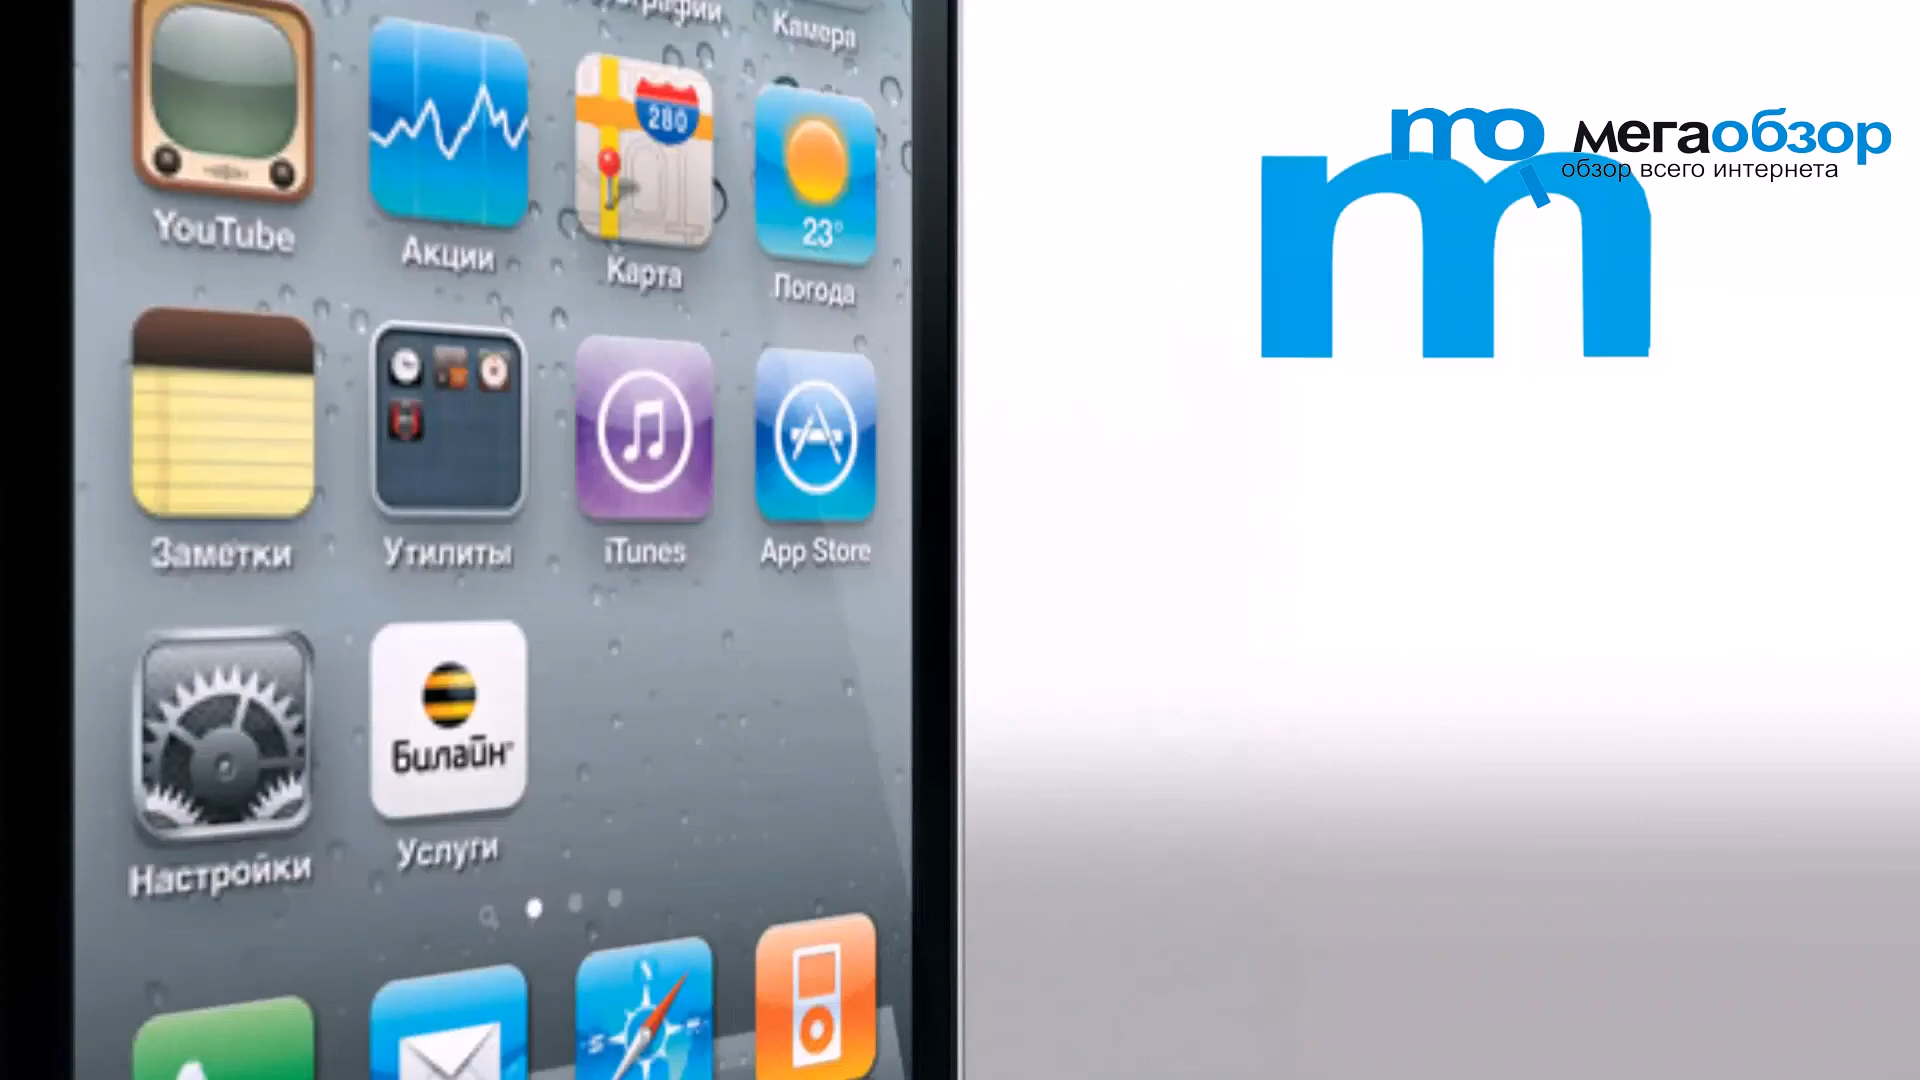 Камера
YouTube
Акции
280
Карта
23°
Погода
Заметки
Утилиты
iTunes
App Store
Билайн
Настройки
Услуги
мегаобзор
обзор всего интернета
m